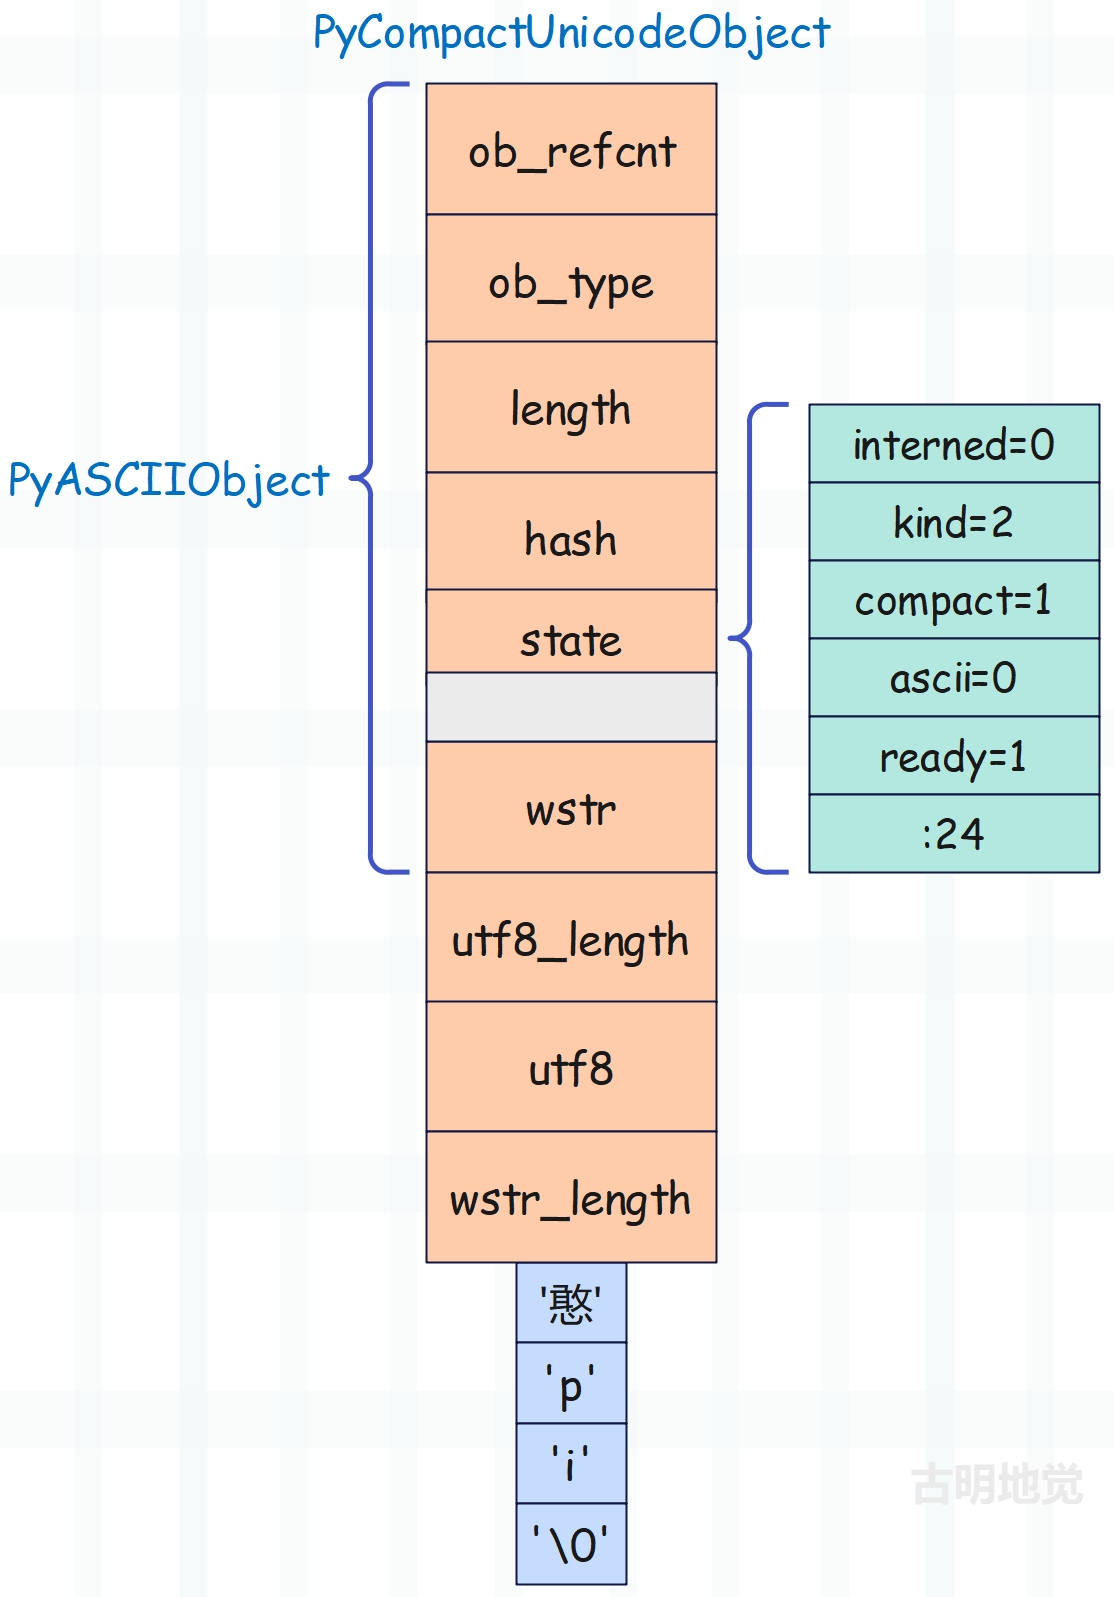 PyCompactUnicodeObject
ob_refcnt
ob_type
length
PyASCIIObject
hash
state
wstr
utf8_length
utf8
wstr_length
interned=0
kind=2
compact=1
ascii=0
ready=1
:24
'憨'
'p'
'i'
'\0'
古明地觉